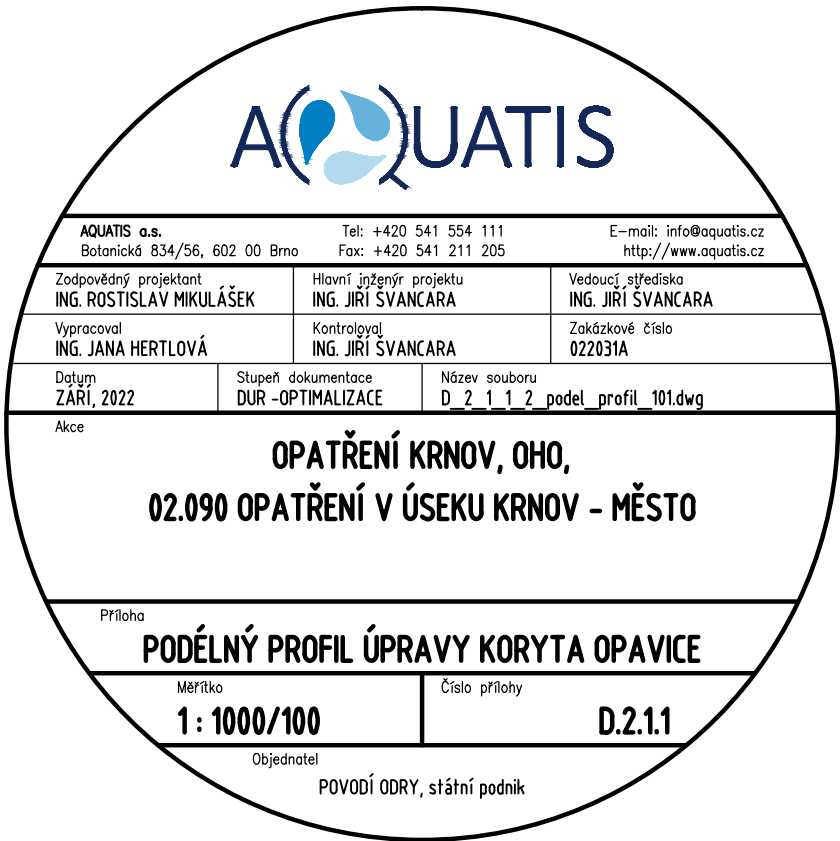 AQUATIS
AQUATIS a.s. Tel: +420 541 554 111 E-mail: info@aquatis.cz
Botanická 834/56, 602 00 Brno Fax: +420 541 211 205 http://www.aquatis.cz
Zodpovědný projektant Hlavní inženýr projektu Vedoucí střediska
ING. ROSTISLAV MIKULÁŠEK ING. JIŘÍ ŠVANCARA ING. JIŘÍ ŠVANCARA
Vypracoval Kontroloval Zakázkové číslo
ING. JANA HERTLOVÁ ING. JIŘÍ ŠVANCARA 022031A
Datum Stupeň dokumentace Název souboru
ZÁŘÍ, 2022 DUR -OPTIMALIZACE D_2_1_1_2_podel_profil_101.dwg
Akce
OPATŘENÍ KRNOV, OHO,
02.090 OPATŘENÍ V ÚSEKU KRNOV - MĚSTO
Příloha
PODÉLNÝ PROFIL ÚPRAVY KORYTA OPAVICE
Měřítko Číslo přílohy
1 : 1000/100 D.2.1.1
Objednatel
POVODÍ ODRY, státní podnik